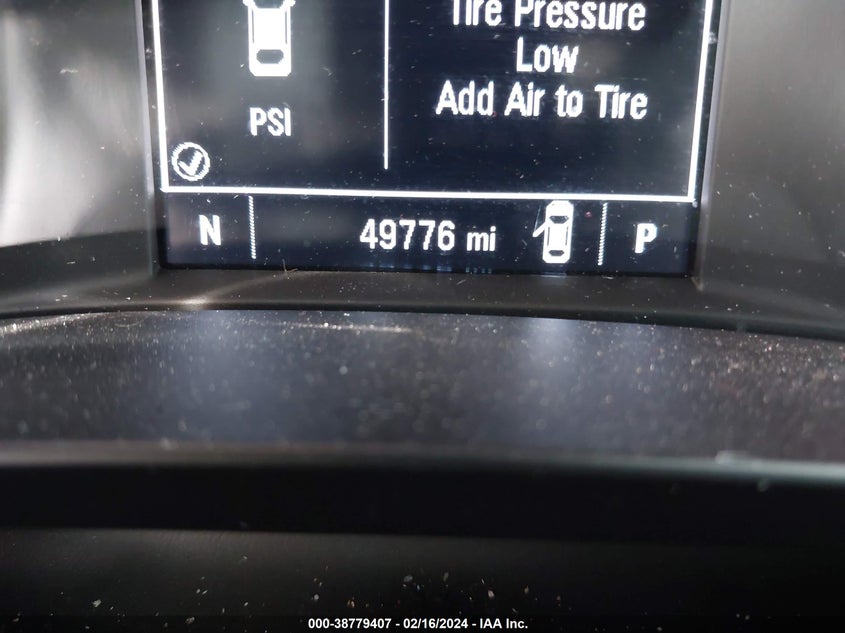 Tire Pressure
Low
Add Air to Tire
PSI
N
49776 mi
P
000-38779407 - 02/16/2024 - IAA Inc.